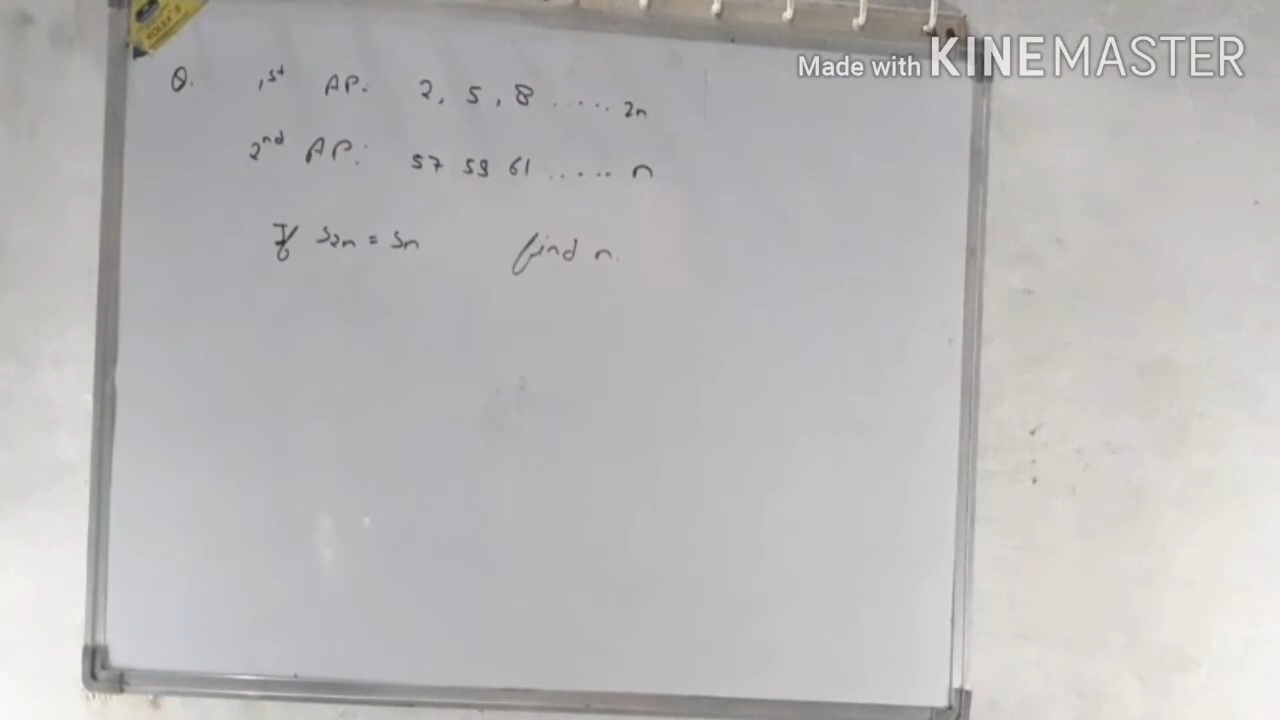 Made with KINEMASTER
Q. 1st AP: 2, 5, 8 ..... 2n
2nd AP: 57 59 61 ..... n
If S2n = Sn find n.